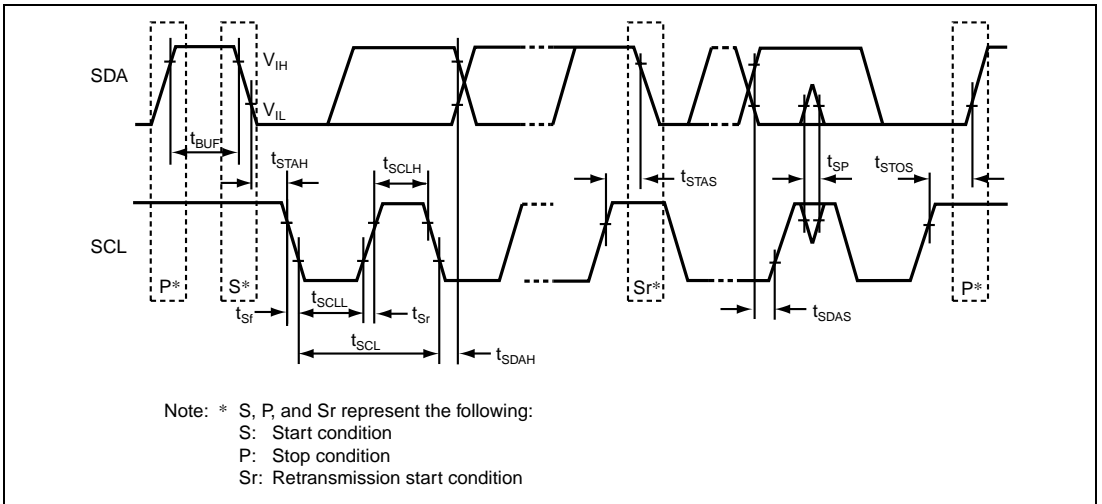 SDA
V_IH
V_IL
t_BUF
t_STAH
t_SCLH
t_STAS
t_SP
t_STOS
SCL
P*
S*
Sr*
P*
t_Sf
t_SCLL
t_Sr
t_SCL
t_SDAH
t_SDAS
Note: * S, P, and Sr represent the following:
S: Start condition
P: Stop condition
Sr: Retransmission start condition